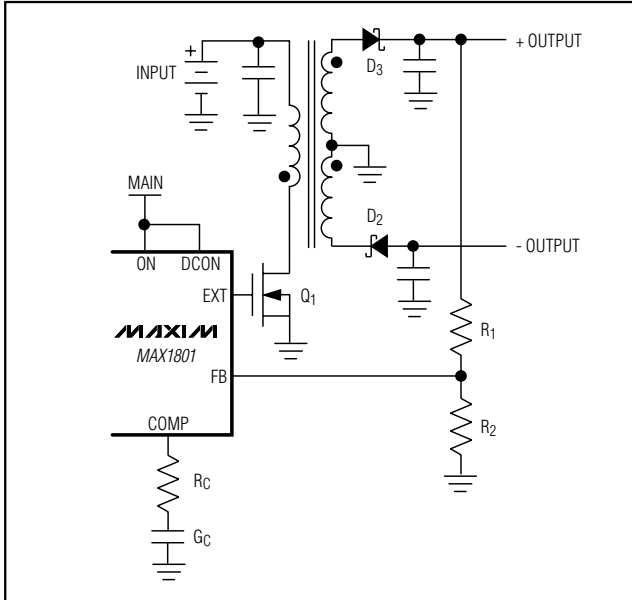 + OUTPUT
D3
+
INPUT
MAIN
D2
- OUTPUT
ON DCON
EXT
Q1
MAXIM
MAX1801
R1
FB
COMP
R2
RC
GC